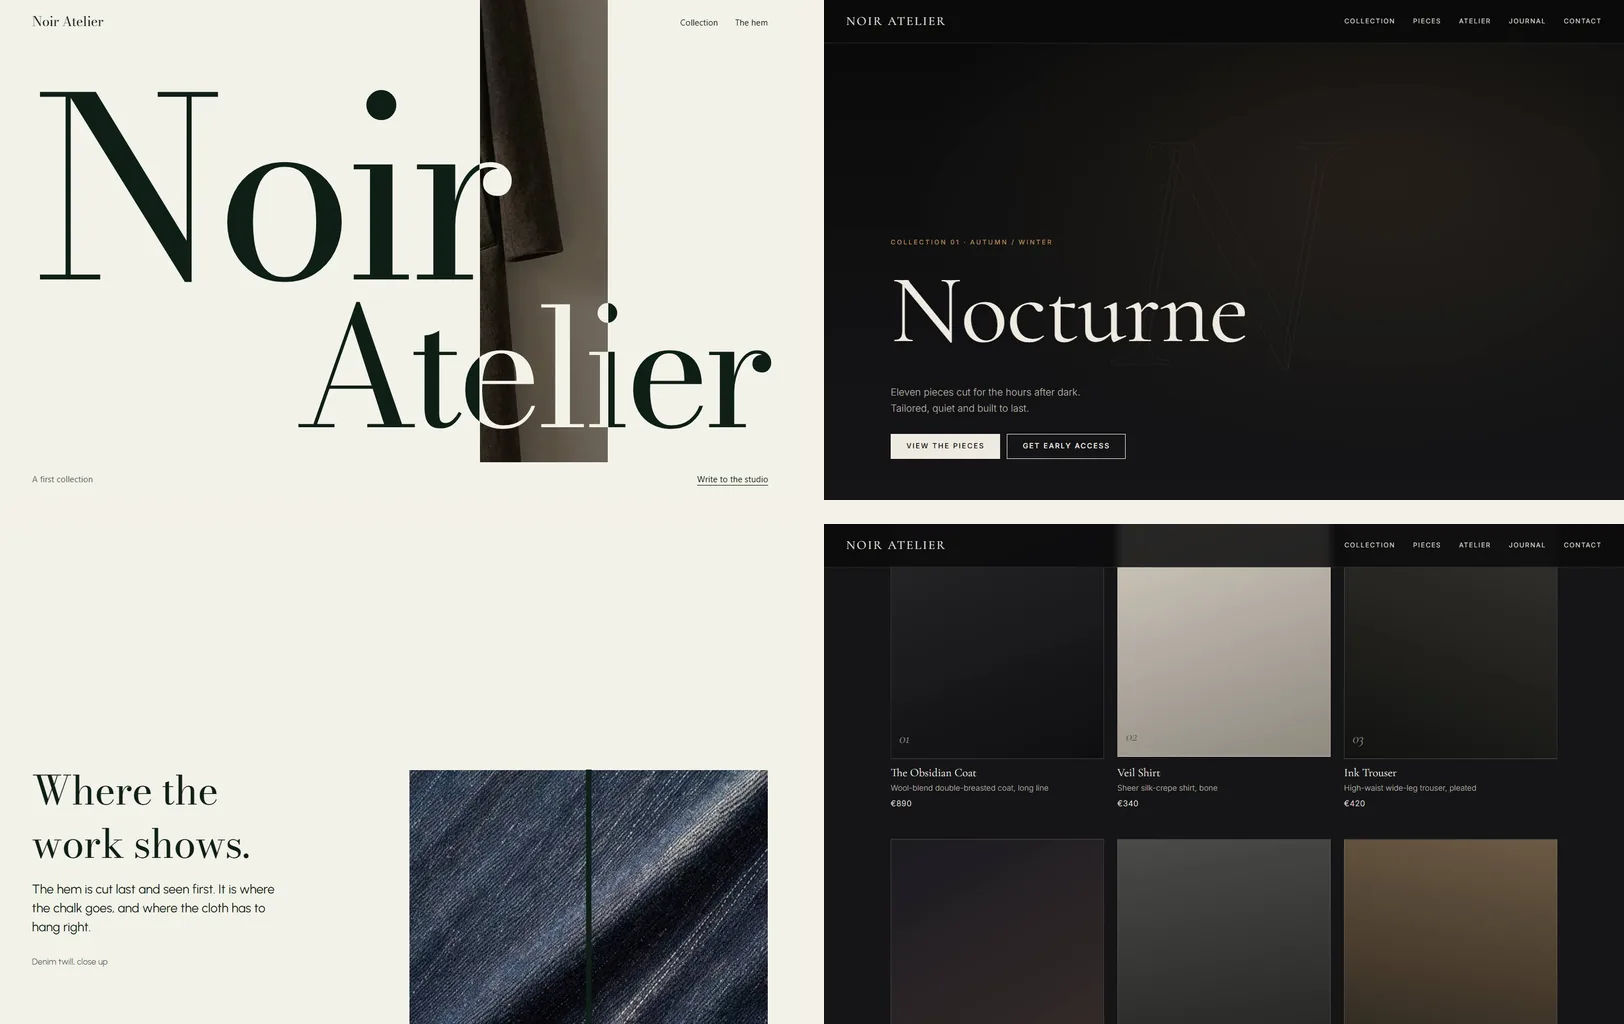 Noir Atelier
Collection
The hem
Noir
Atelier
A first collection
Write to the studio
Where the
work shows.
The hem is cut last and seen first. It is where
the chalk goes, and where the cloth has to
hang right.
Denim twill, close up
NOIR ATELIER
COLLECTION
PIECES
ATELIER
JOURNAL
CONTACT
N
COLLECTION 01 · AUTUMN / WINTER
Nocturne
Eleven pieces cut for the hours after dark.
Tailored, quiet and built to last.
VIEW THE PIECES
GET EARLY ACCESS
NOIR ATELIER
COLLECTION
PIECES
ATELIER
JOURNAL
CONTACT
01
02
03
The Obsidian Coat
Wool-blend double-breasted coat, long line
€890
Veil Shirt
Sheer silk-crepe shirt, bone
€340
Ink Trouser
High-waist wide-leg trouser, pleated
€420